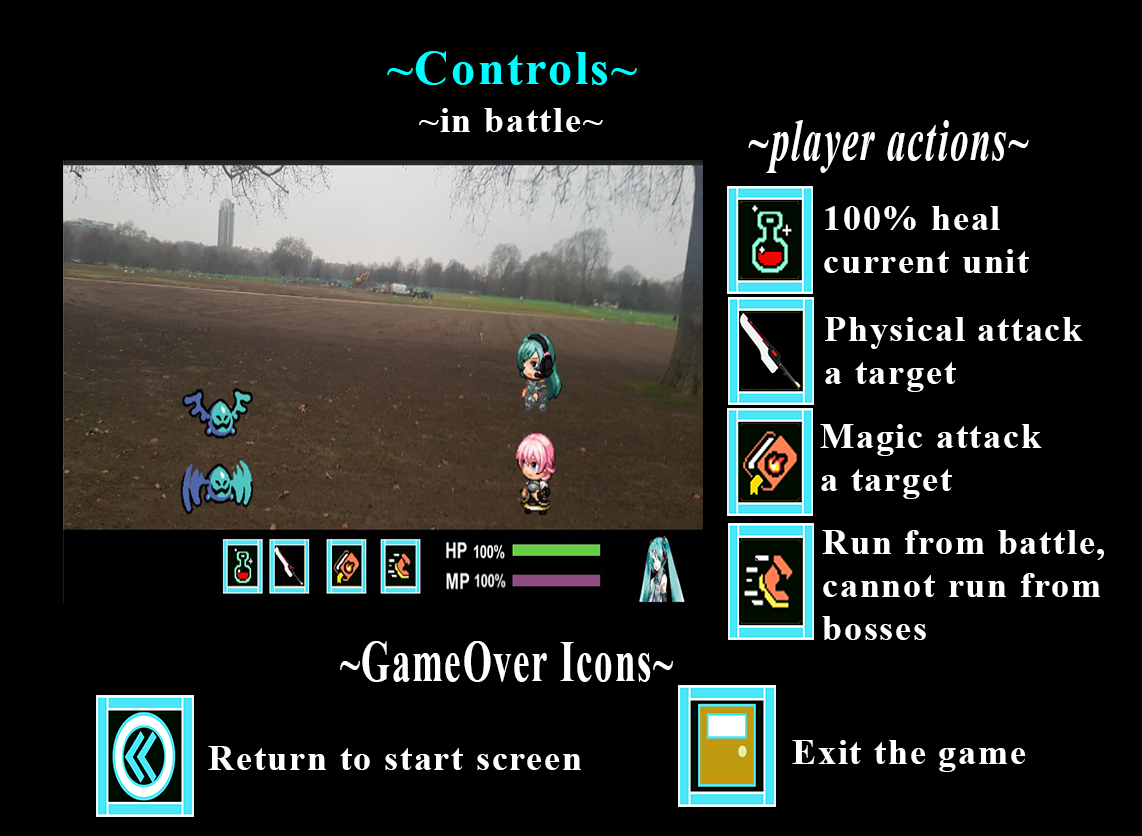 ~Controls~
~in battle~
~player actions~
100% heal
current unit
Physical attack
a target
Magic attack
a target
Run from battle,
cannot run from
bosses
HP 100%
MP 100%
~GameOver Icons~
Return to start screen
Exit the game